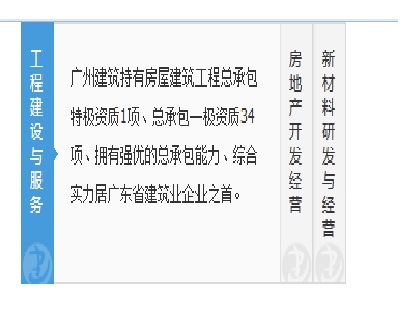 工程建设与服务
广州建筑持有房屋建筑工程总承包
特极资质1项、总承包一极资质34
项、拥有强优的总承包能力、综合
实力居广东省建筑业企业之首。
房地产开发经营
新材料研发与经营